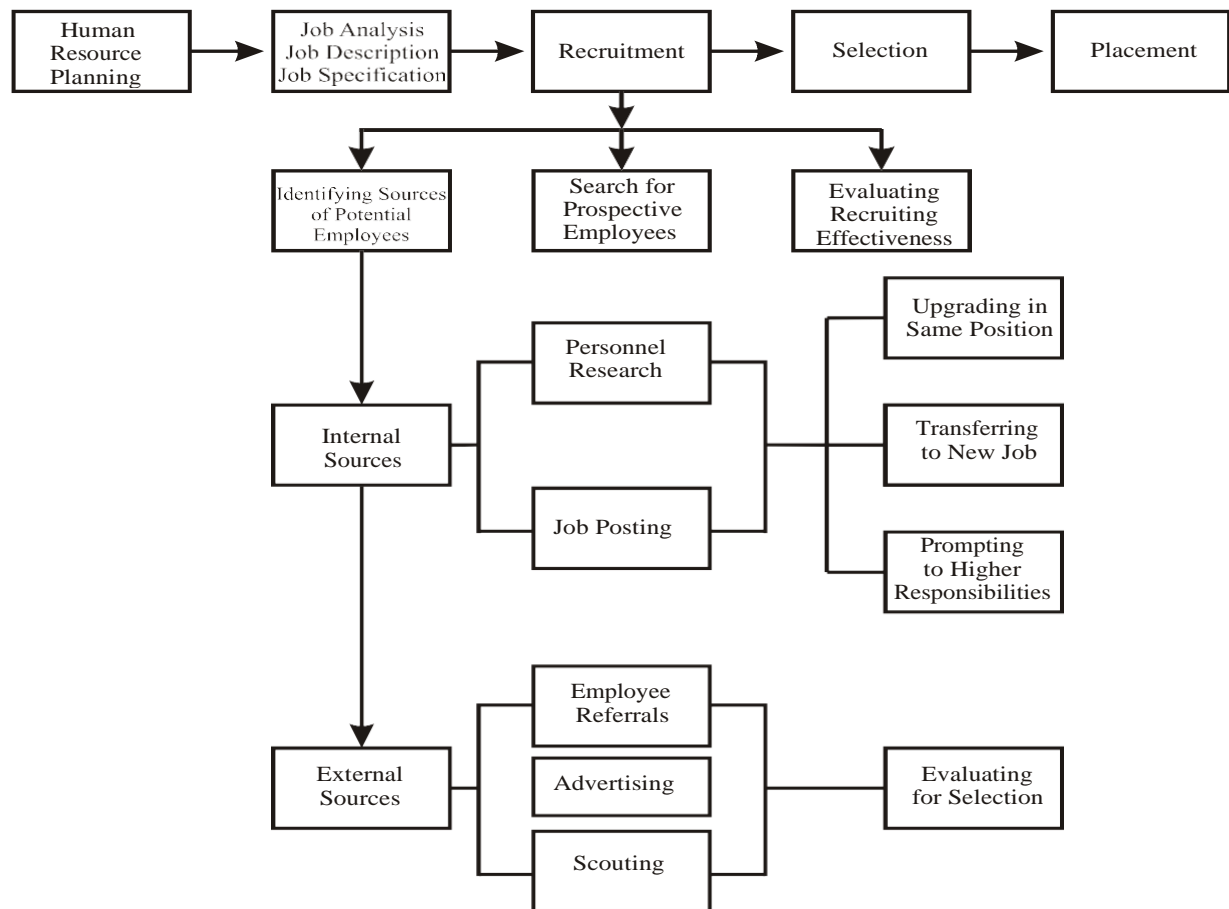 Human
Resource
Planning
Job Analysis
Job Description
Job Specification
Recruitment
Selection
Placement
Identifying Sources
of Potential
Employees
Search for
Prospective
Employees
Evaluating
Recruiting
Effectiveness
Upgrading in
Same Position
Personnel
Research
Internal
Sources
Transferring
to New Job
Job Posting
Prompting
to Higher
Responsibilities
Employee
Referrals
External
Sources
Advertising
Evaluating
for Selection
Scouting